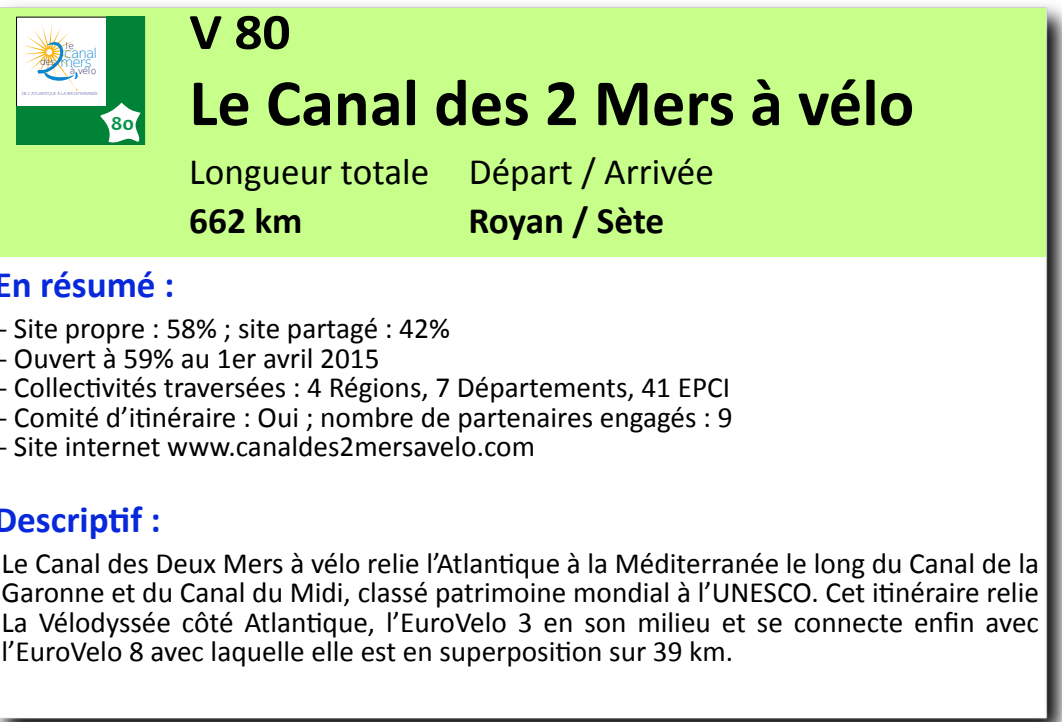 le
canal
des mers
2
à vélo
DE L'ATLANTIQUE À LA MÉDITERRANÉE
80
V 80
Le Canal des 2 Mers à vélo
Longueur totale Départ / Arrivée
662 km Royan / Sète
En résumé :
- Site propre : 58% ; site partagé : 42%
- Ouvert à 59% au 1er avril 2015
- Collectivités traversées : 4 Régions, 7 Départements, 41 EPCI
- Comité d'itinéraire : Oui ; nombre de partenaires engagés : 9
- Site internet www.canaldes2mersavelo.com
Descriptif :
Le Canal des Deux Mers à vélo relie l'Atlantique à la Méditerranée le long du Canal de la
Garonne et du Canal du Midi, classé patrimoine mondial à l'UNESCO. Cet itinéraire relie
La Vélodyssée côté Atlantique, l'EuroVelo 3 en son milieu et se connecte enfin avec
l'EuroVelo 8 avec laquelle elle est en superposition sur 39 km.